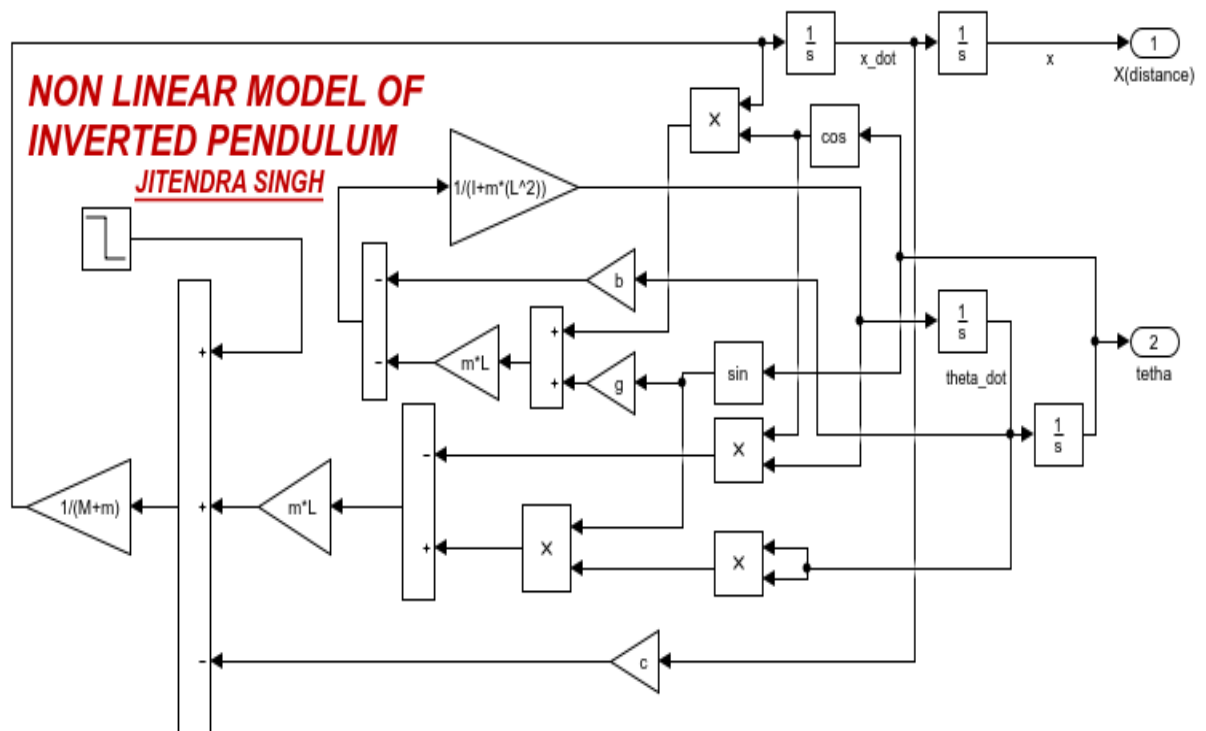 NON LINEAR MODEL OF
INVERTED PENDULUM
JITENDRA SINGH
1
s
x_dot
1
s
x
1
X(distance)
X
cos
1/(I+m*(L^2))
-
b
+
-
m*L
+
g
sin
1
s
theta_dot
2
tetha
1
s
+
-
X
1/(M+m)
+
m*L
+
X
X
-
c